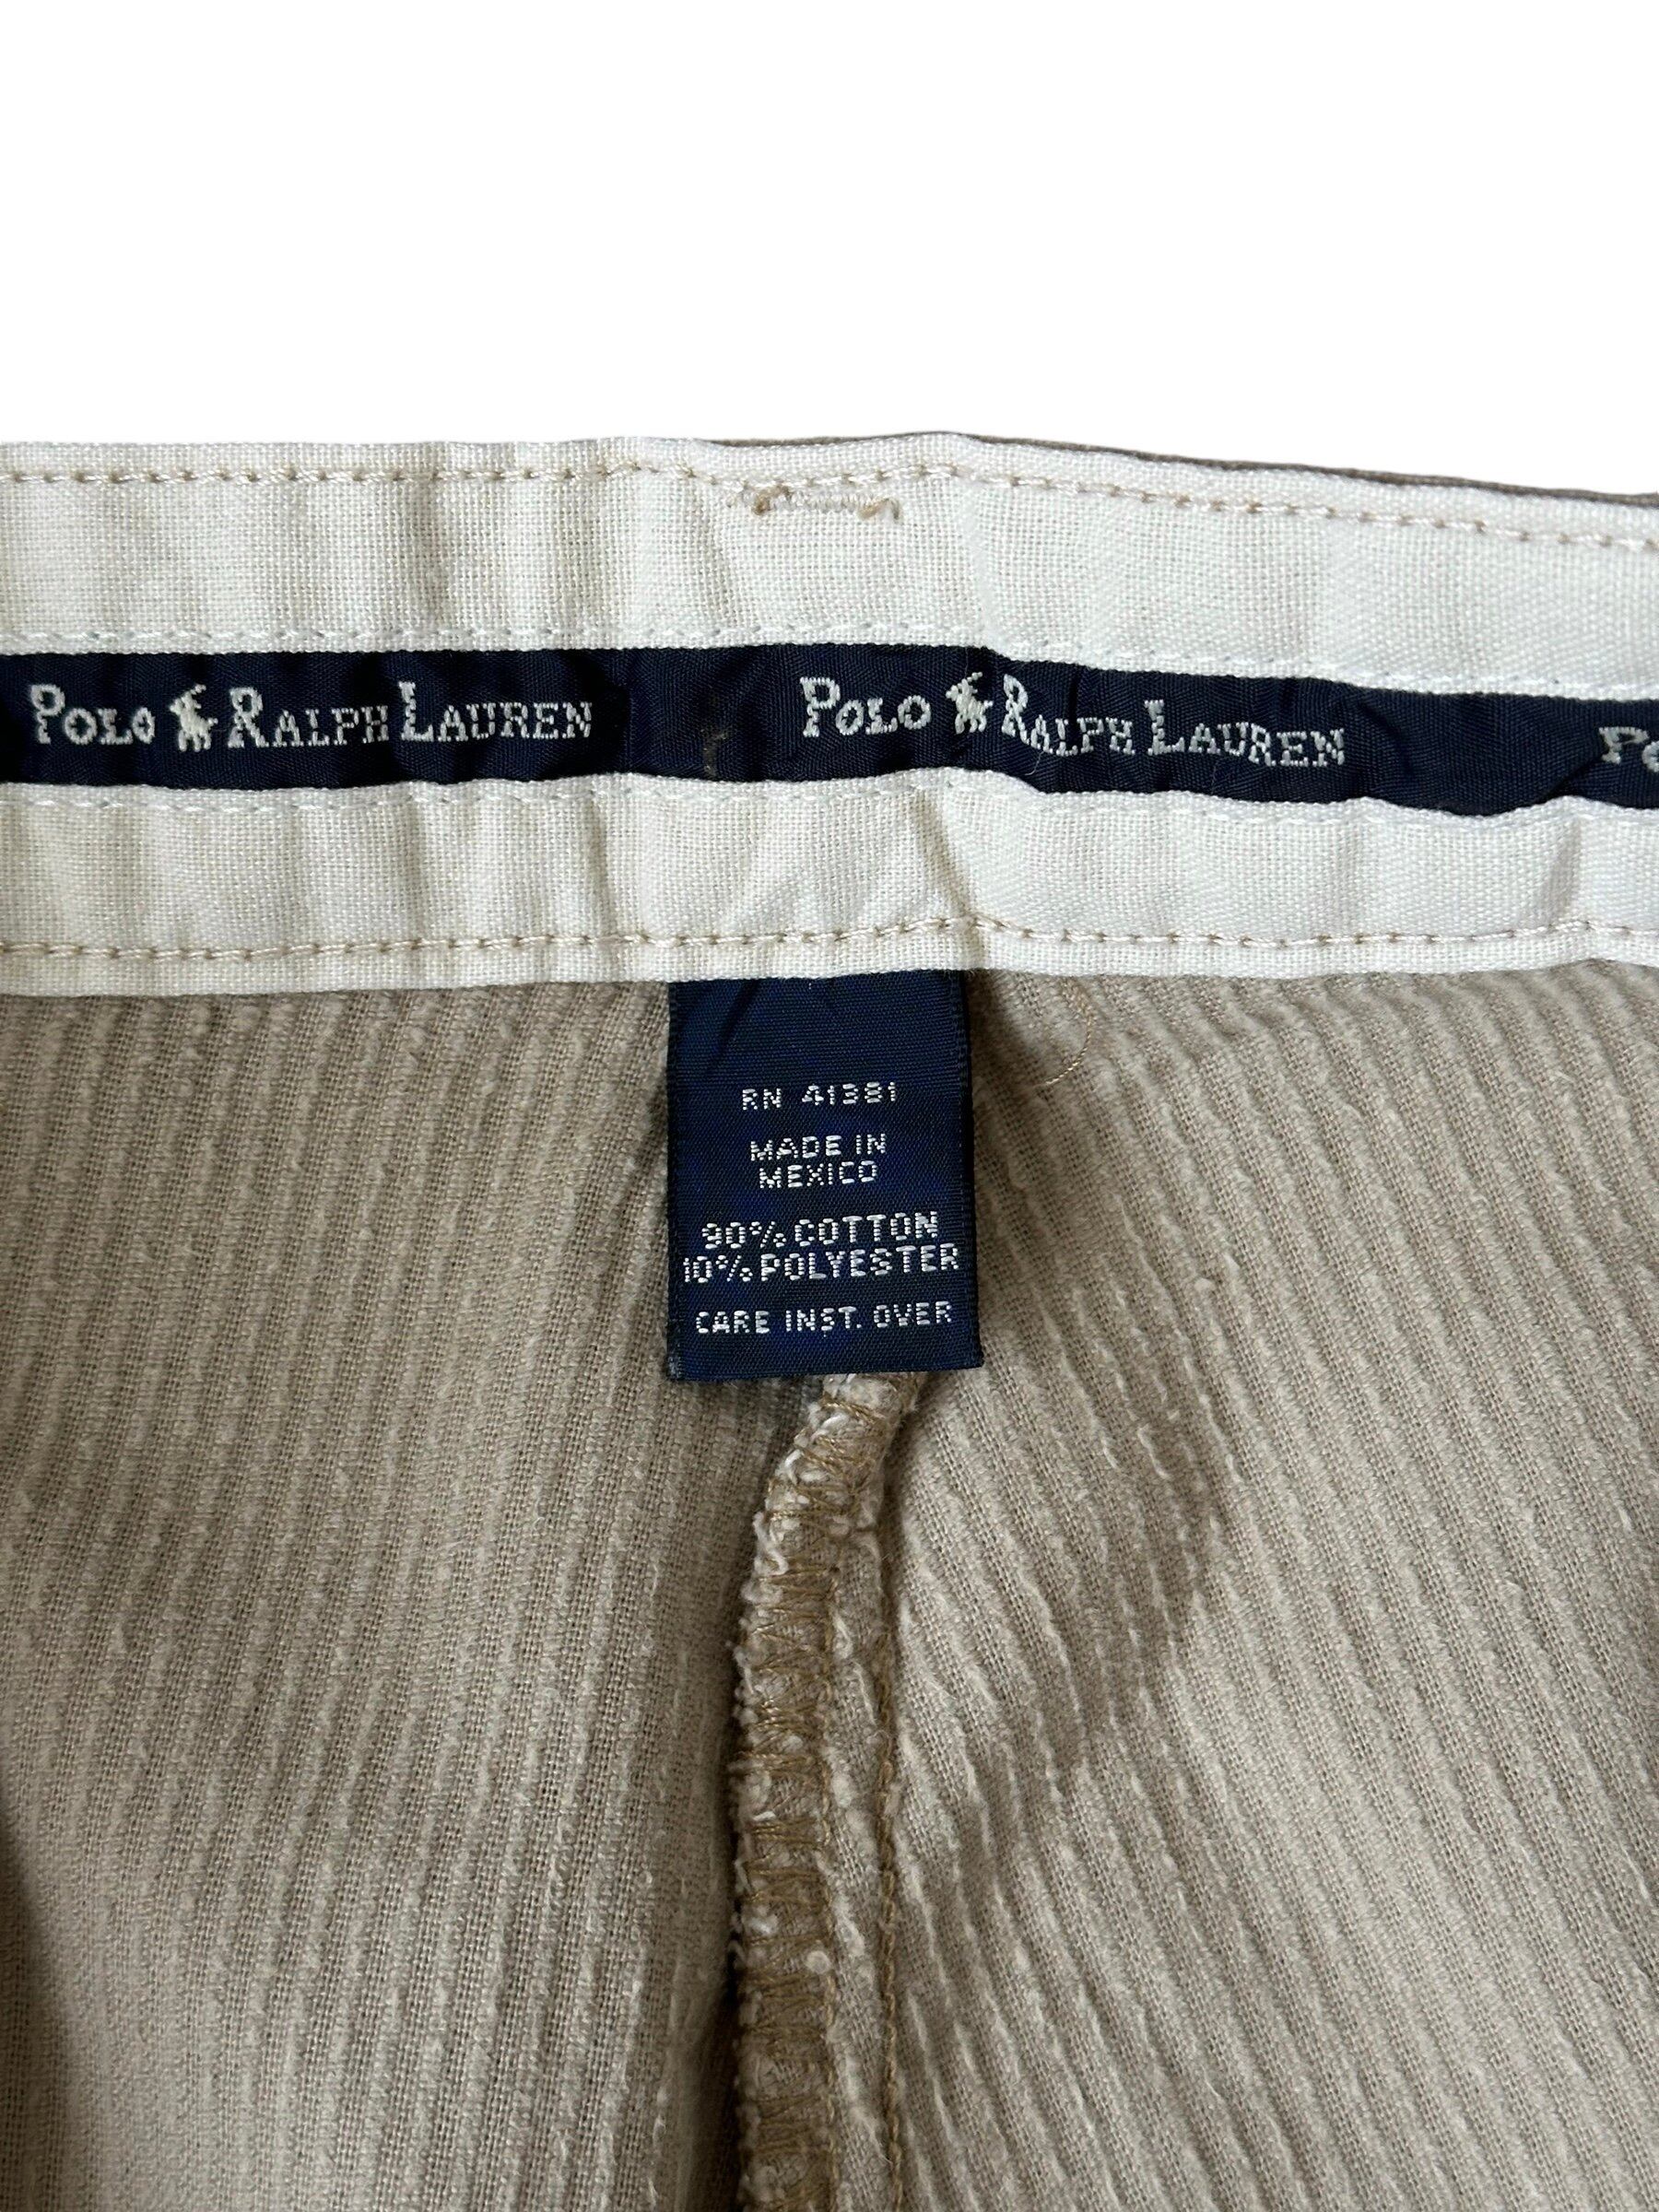 POLO RALPH LAUREN POLO RALPH LAUREN
RN 41381
MADE IN
MEXICO
90% COTTON
10% POLYESTER
CARE INST. OVER